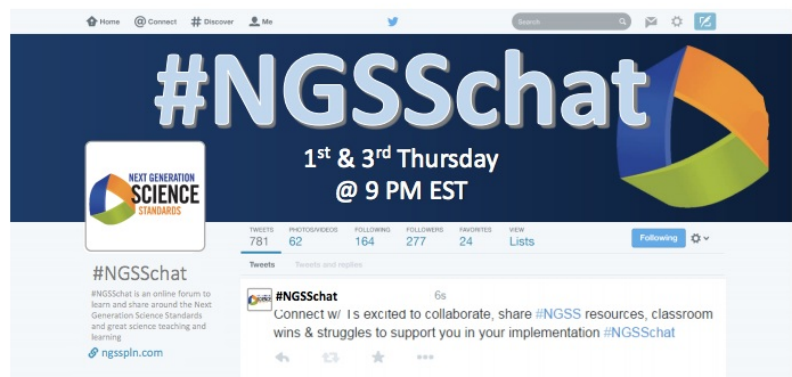 Home @ Connect # Discover Me Search
#NGSSchat
1st & 3rd Thursday
@ 9 PM EST
NEXT GENERATION
SCIENCE
STANDARDS
TWEETS PHOTOS/VIDEOS FOLLOWING FOLLOWERS FAVORITES VIEW
781 62 164 277 24 Lists
Following
Tweets Tweets and replies
#NGSSchat
#NGSSchat is an online forum to
learn and share around the Next
Generation Science Standards
and great science teaching and
learning
ngsspln.com
#NGSSchat 6s
Connect w/ Ts excited to collaborate, share #NGSS resources, classroom
wins & struggles to support you in your implementation #NGSSchat